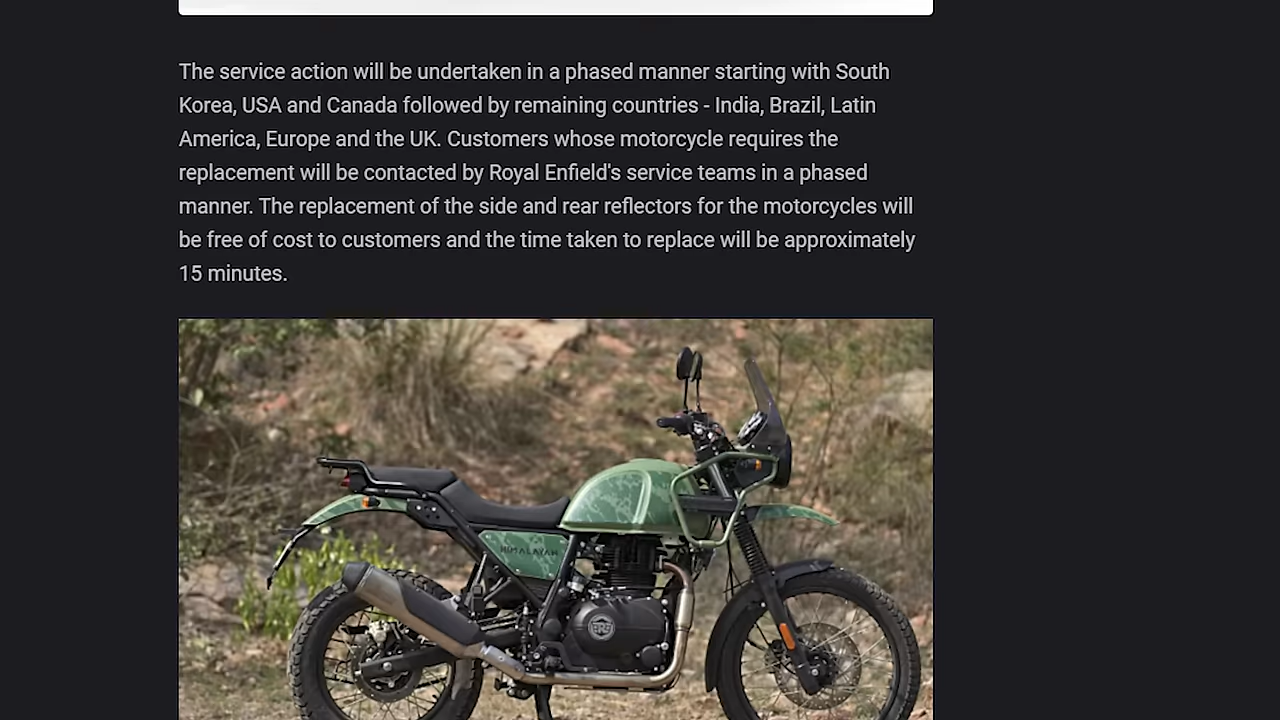 The service action will be undertaken in a phased manner starting with South
Korea, USA and Canada followed by remaining countries - India, Brazil, Latin
America, Europe and the UK. Customers whose motorcycle requires the
replacement will be contacted by Royal Enfield's service teams in a phased
manner. The replacement of the side and rear reflectors for the motorcycles will
be free of cost to customers and the time taken to replace will be approximately
15 minutes.
HIMALAYAN